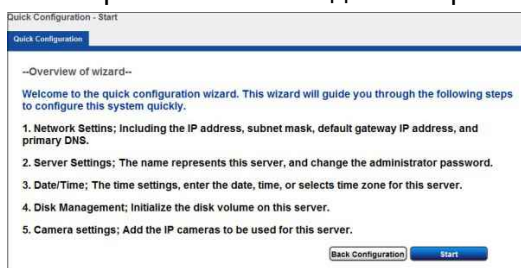 Quick Configuration - Start
Quick Configuration
--Overview of wizard--
Welcome to the quick configuration wizard. This wizard will guide you through the following steps
to configure this system quickly.
1. Network Settins; Including the IP address, subnet mask, default gateway IP address, and
primary DNS.
2. Server Settings; The name represents this server, and change the administrator password.
3. Date/Time; The time settings, enter the date, time, or selects time zone for this server.
4. Disk Management; Initialize the disk volume on this server.
5. Camera settings; Add the IP cameras to be used for this server.
Back Configuration Start